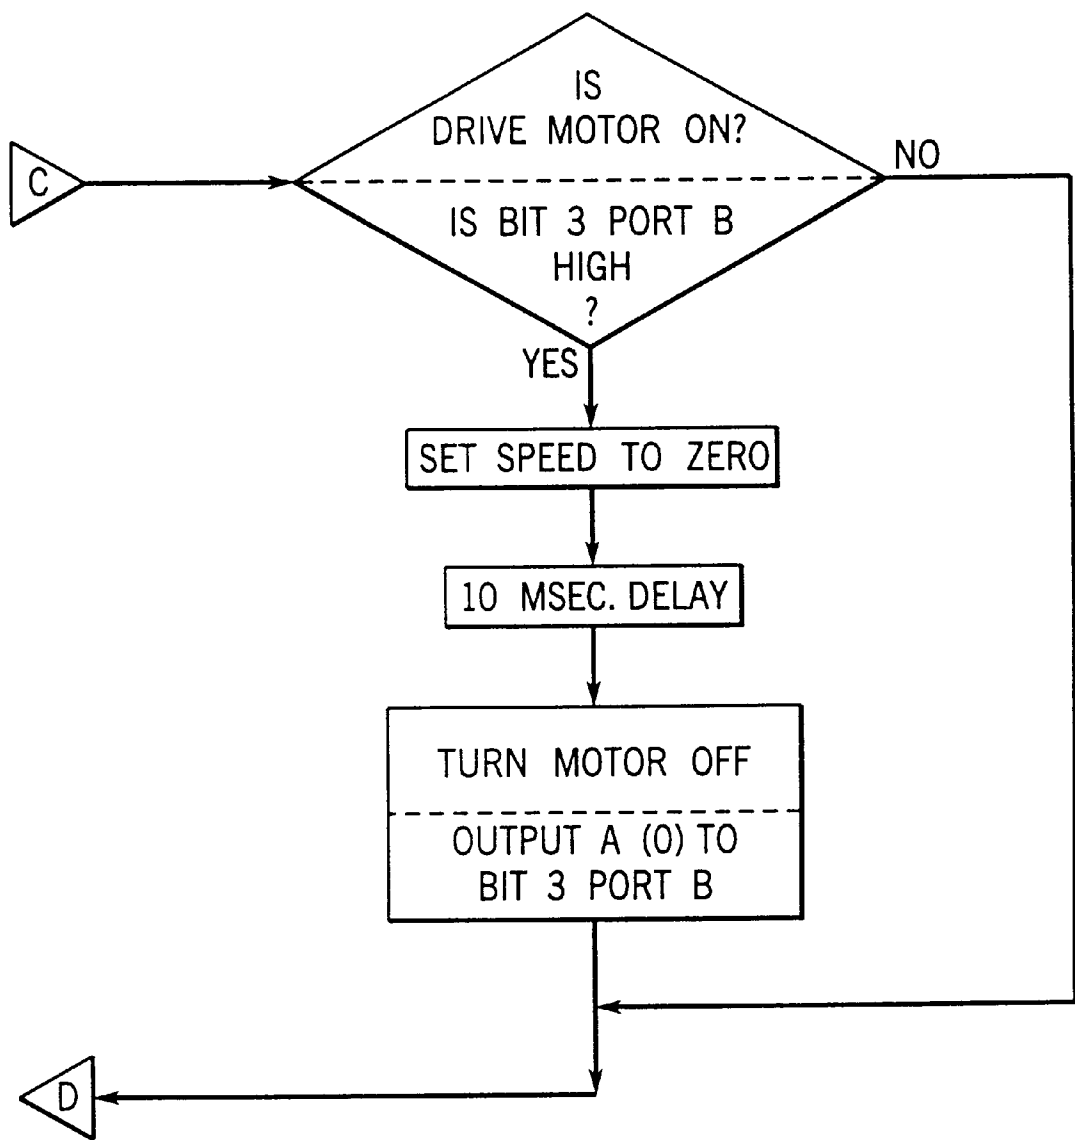 IS
DRIVE MOTOR ON?
C
NO
IS BIT 3 PORT B
HIGH
?
YES
SET SPEED TO ZERO
10 MSEC. DELAY
TURN MOTOR OFF
OUTPUT A (0) TO
BIT 3 PORT B
D